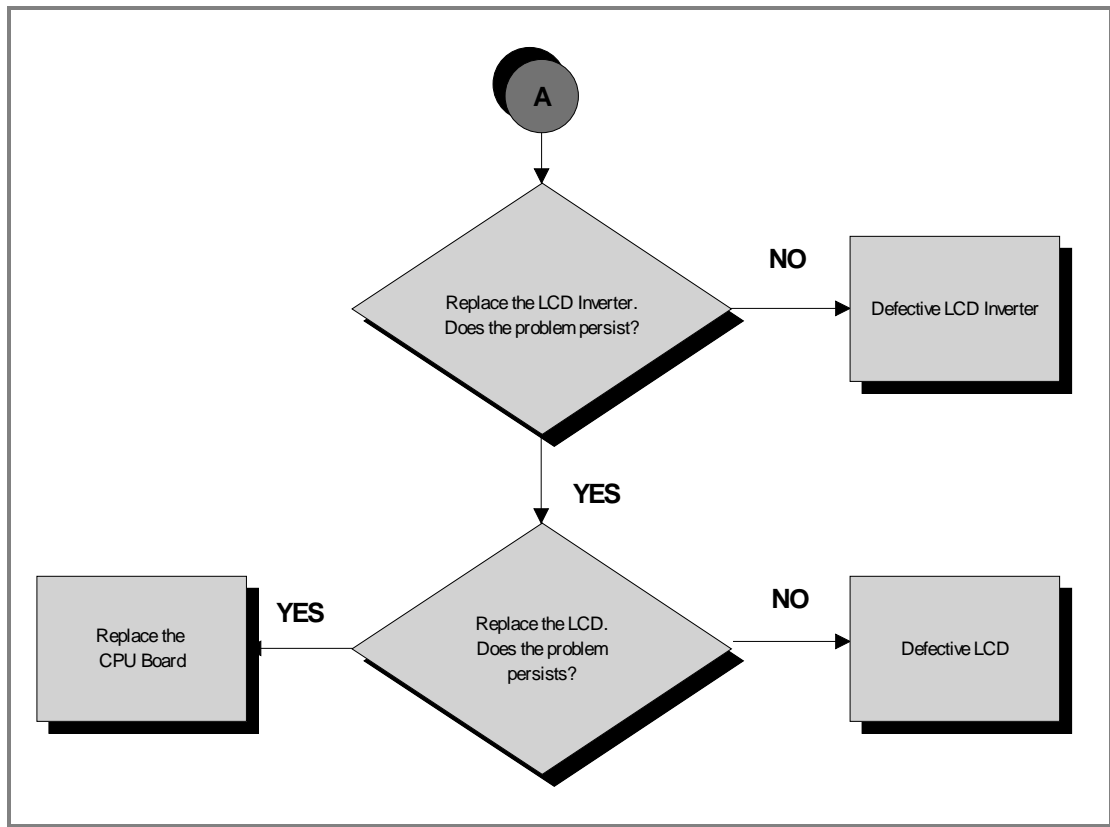 A
NO
Replace the LCD Inverter.
Does the problem persist?
Defective LCD Inverter
YES
YES
NO
Replace the
CPU Board
Replace the LCD.
Does the problem
persists?
Defective LCD